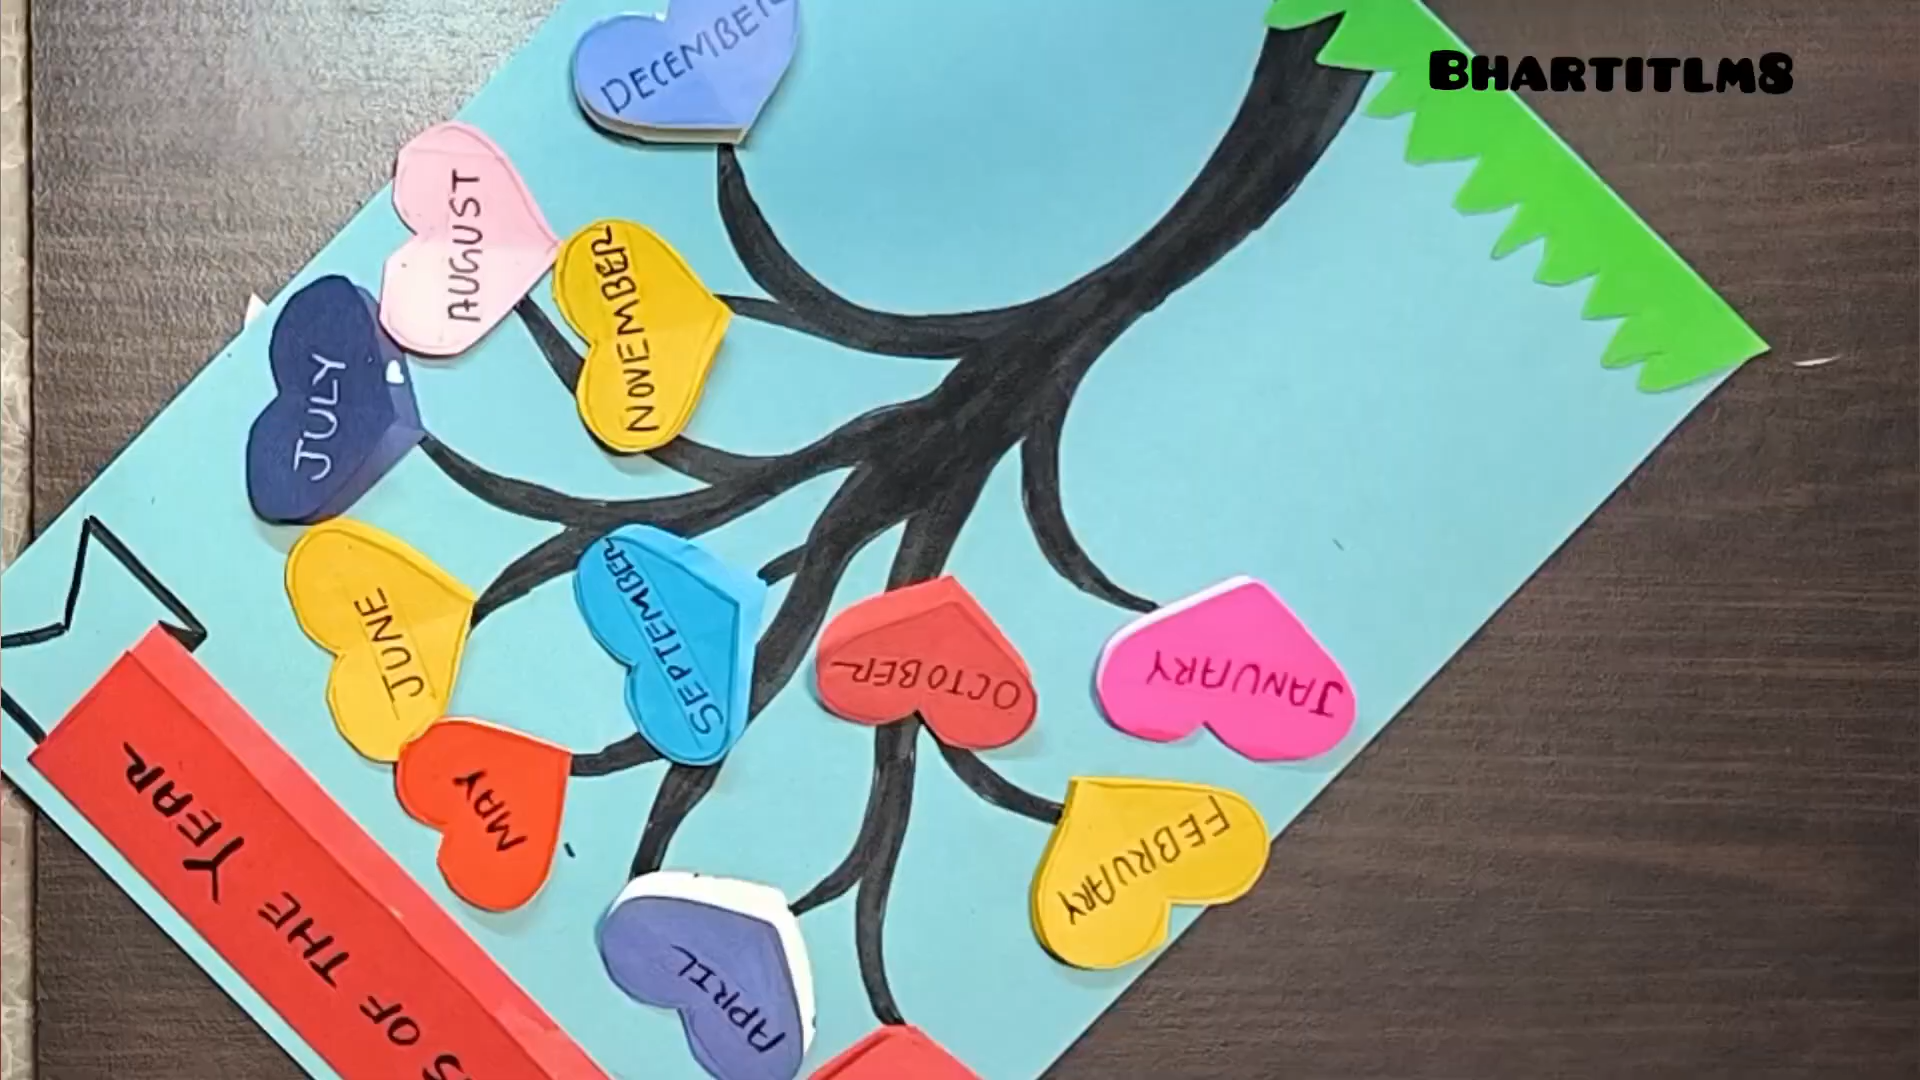 BHARTITLM8
DECEMBER
AUGUST
NOVEMBER
JULY
JUNE
SEPTEMBER
OCTOBER
JANUARY
MAY
FEBRUARY
APRIL
S OF THE YEAR